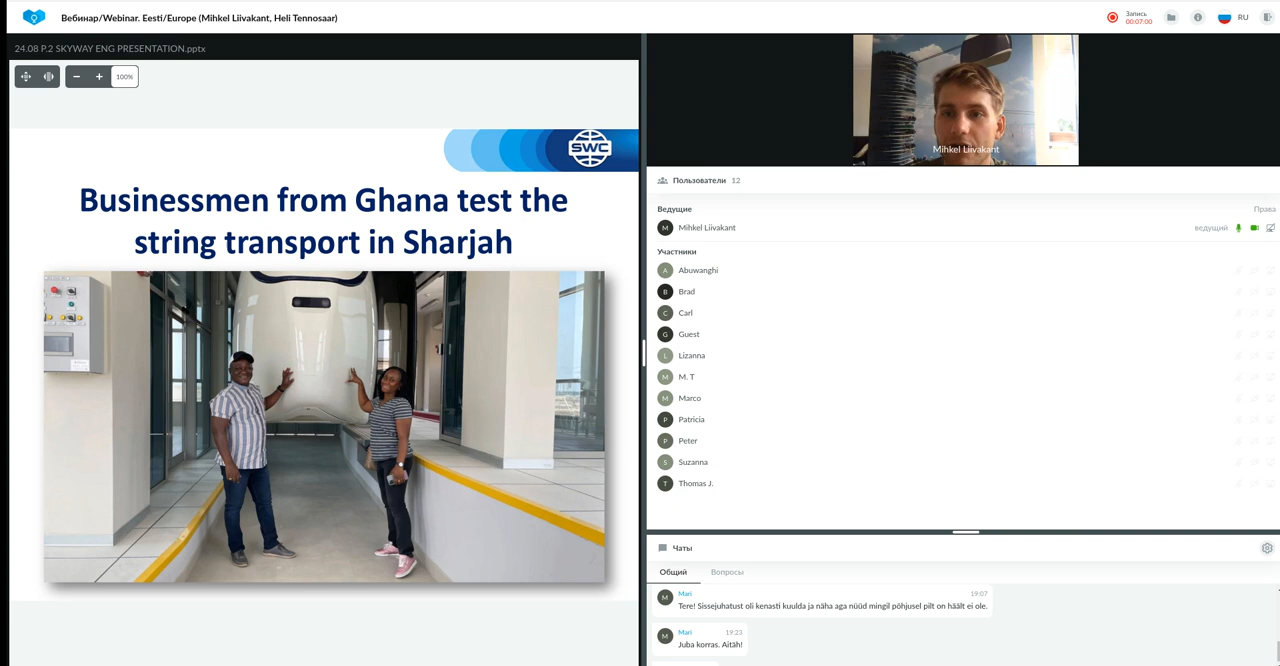 Вебинар/Webinar. Eesti/Europe (Mihkel Liivakant, Heli Tennosaar)
Запись
00:07:00
RU
24.08 P.2 SKYWAY ENG PRESENTATION.pptx
100%
SWC
Businessmen from Ghana test the
string transport in Sharjah
Mihkel Liivakant
Пользователи 12
Ведущие
Права
M Mihkel Liivakant
ведущий
Участники
A Abuwanghi
B Brad
C Carl
G Guest
L Lizanna
M M. T
M Marco
P Patricia
P Peter
S Suzanna
T Thomas J.
Чаты
Общий
Вопросы
M Mari 19:07
Tere! Sissejuhatust oli kenasti kuulda ja näha aga nüüd mingil põhjusel pilt on häält ei ole.
M Mari 19:23
Juba korras. Aitäh!